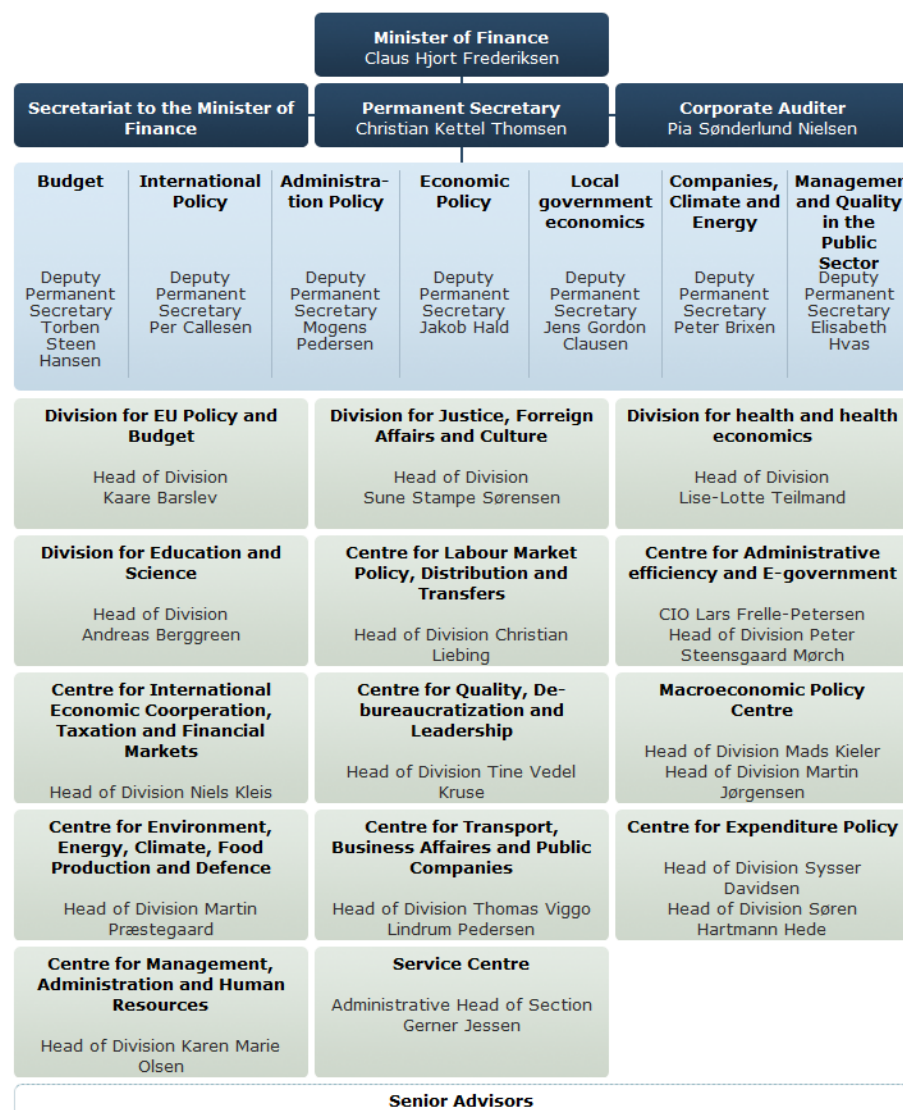 Minister of Finance
Claus Hjort Frederiksen
Secretariat to the Minister of
Finance
Permanent Secretary
Christian Kettel Thomsen
Corporate Auditer
Pia Sønderlund Nielsen
Budget
Deputy
Permanent
Secretary
Torben
Steen
Hansen
International
Policy
Deputy
Permanent
Secretary
Per Callesen
Administra-
tion Policy
Deputy
Permanent
Secretary
Mogens
Pedersen
Economic
Policy
Deputy
Permanent
Secretary
Jakob Hald
Local
government
economics
Deputy
Permanent
Secretary
Jens Gordon
Clausen
Companies,
Climate and
Energy
Deputy
Permanent
Secretary
Peter Brixen
Managemen
and Quality
in the
Public
Sector
Deputy
Permanent
Secretary
Elisabeth
Hvas
Division for EU Policy and
Budget
Head of Division
Kaare Barslev
Division for Justice, Forreign
Affairs and Culture
Head of Division
Sune Stampe Sørensen
Division for health and health
economics
Head of Division
Lise-Lotte Teilmand
Division for Education and
Science
Head of Division
Andreas Berggreen
Centre for Labour Market
Policy, Distribution and
Transfers
Head of Division Christian
Liebing
Centre for Administrative
efficiency and E-government
CIO Lars Frelle-Petersen
Head of Division Peter
Steensgaard Mørch
Centre for International
Economic Coorperation,
Taxation and Financial
Markets
Head of Division Niels Kleis
Centre for Quality, De-
bureaucratization and
Leadership
Head of Division Tine Vedel
Kruse
Macroeconomic Policy
Centre
Head of Division Mads Kieler
Head of Division Martin
Jørgensen
Centre for Environment,
Energy, Climate, Food
Production and Defence
Head of Division Martin
Præstegaard
Centre for Transport,
Business Affaires and Public
Companies
Head of Division Thomas Viggo
Lindrum Pedersen
Centre for Expenditure Policy
Head of Division Sysser
Davidsen
Head of Division Søren
Hartmann Hede
Centre for Management,
Administration and Human
Resources
Head of Division Karen Marie
Olsen
Service Centre
Administrative Head of Section
Gerner Jessen
Senior Advisors